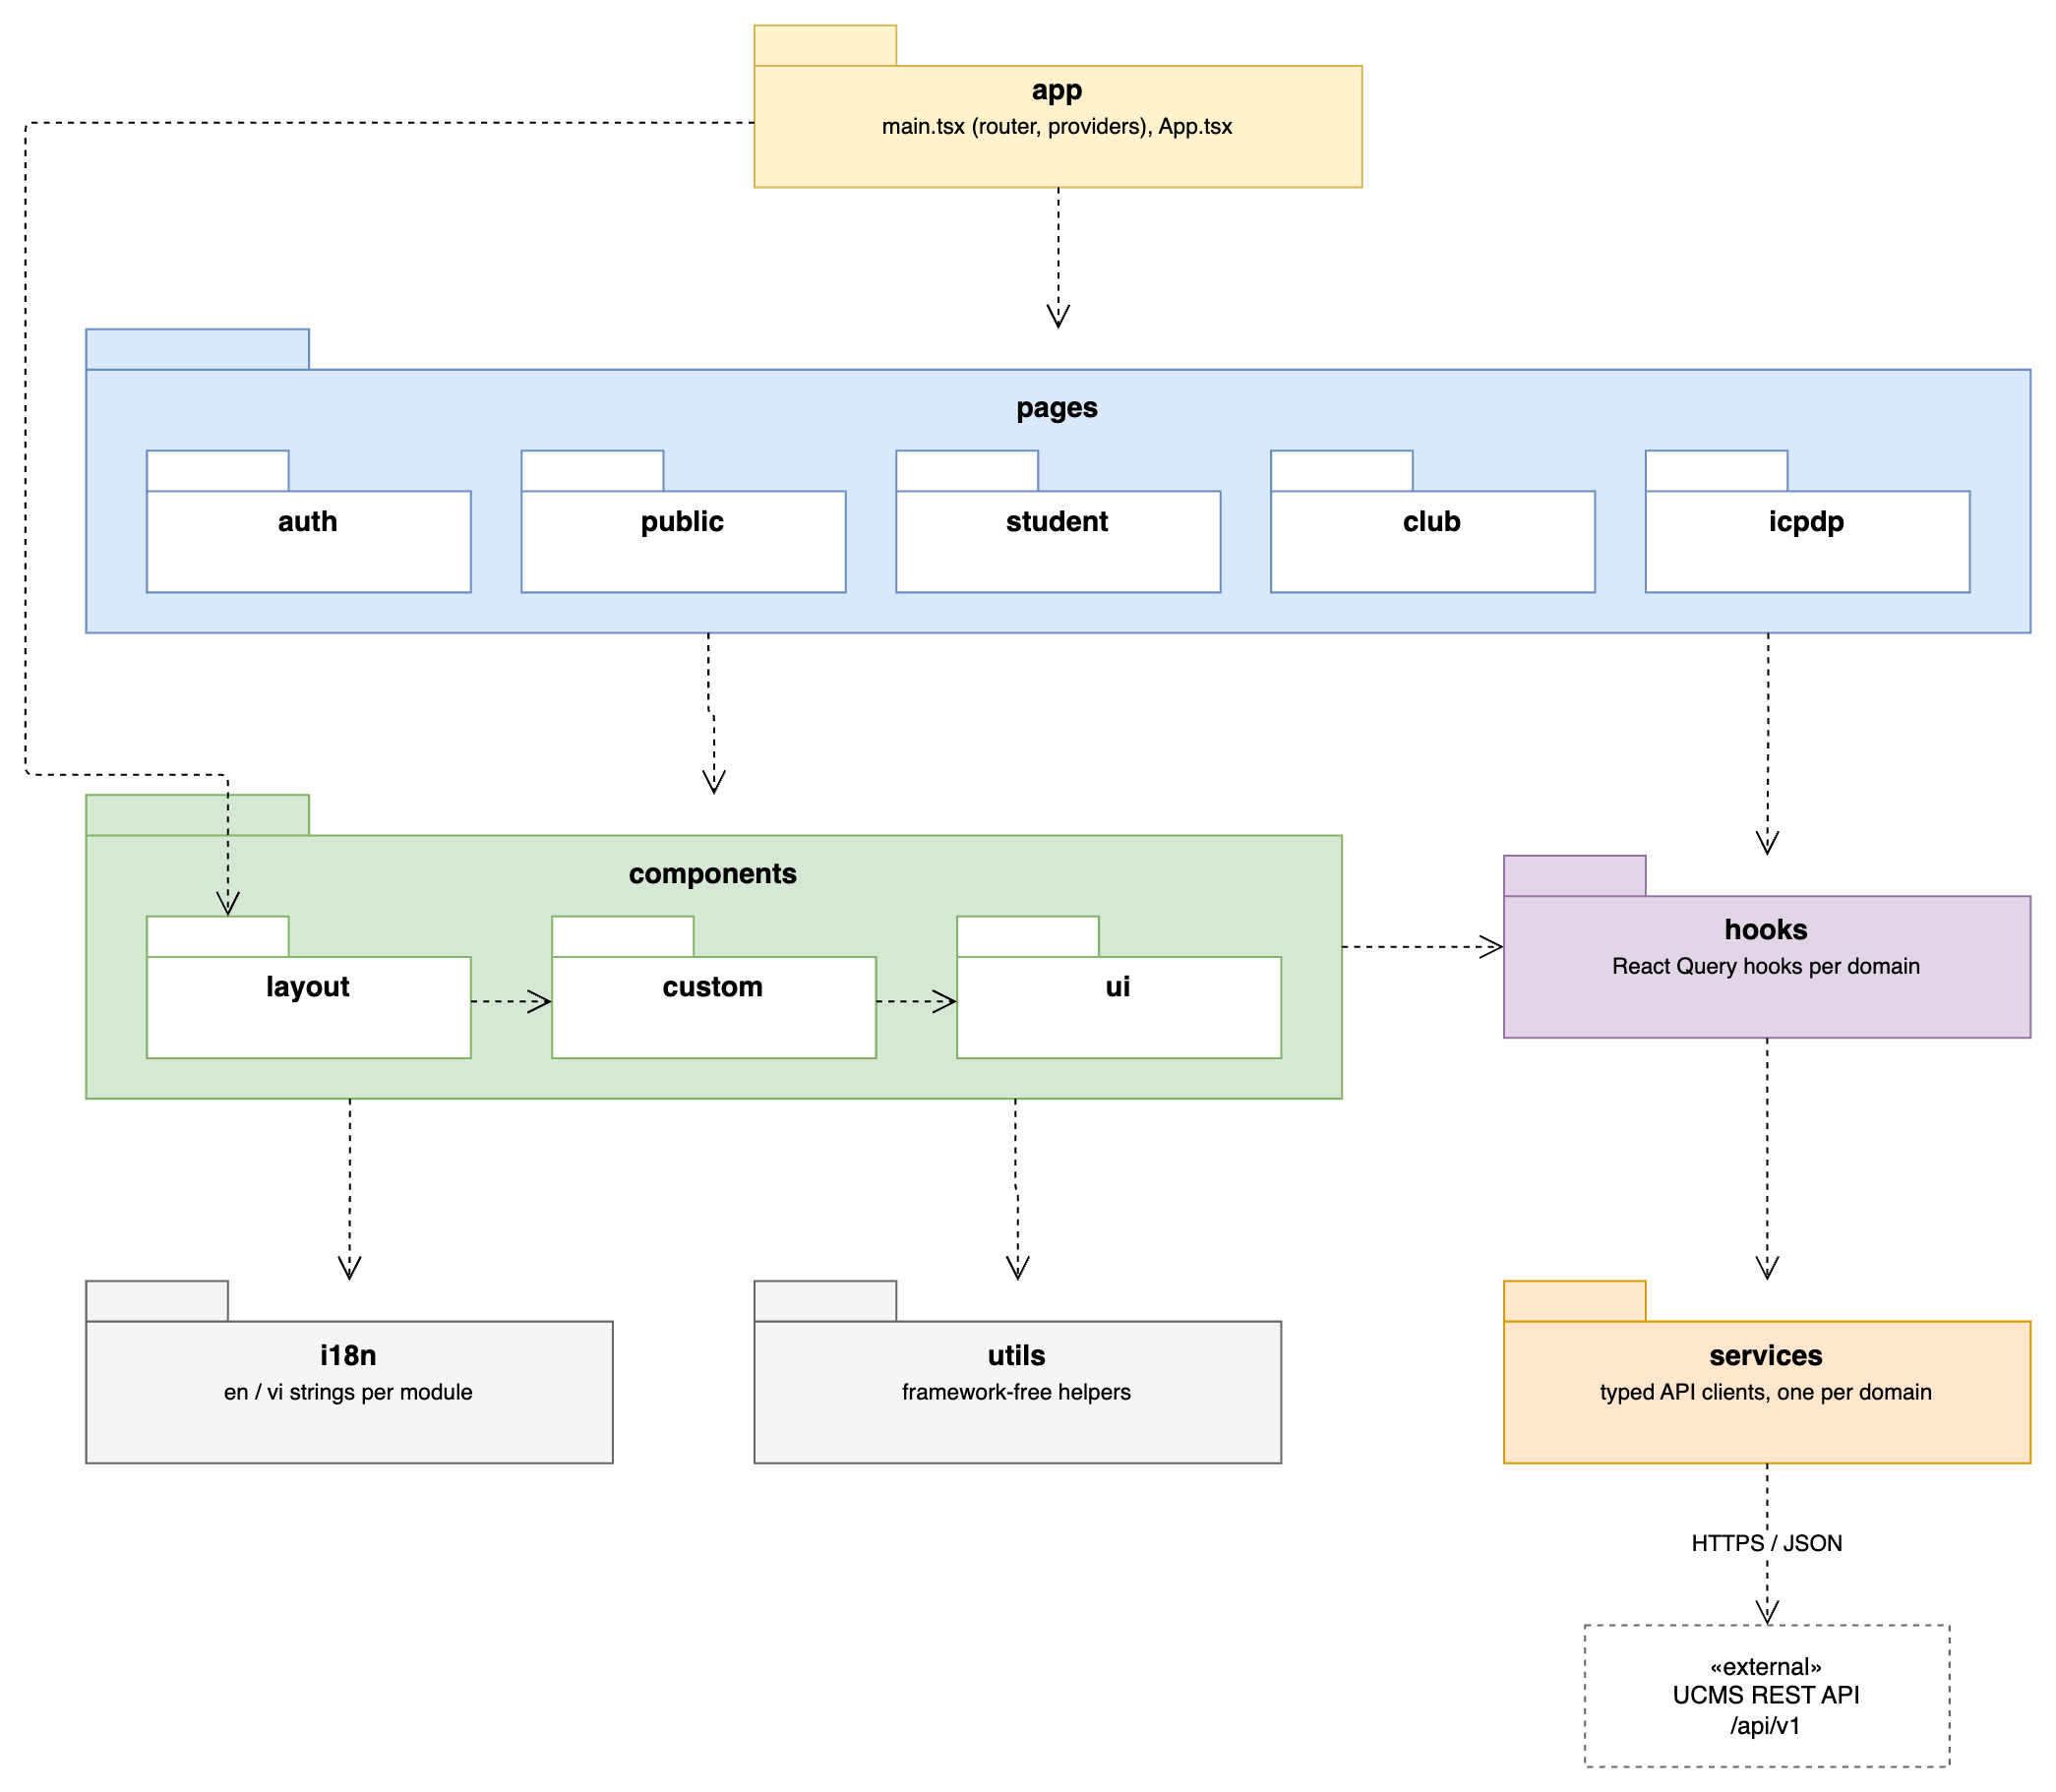 app
main.tsx (router, providers), App.tsx
pages
auth
public
student
club
icpdp
components
layout
custom
ui
hooks
React Query hooks per domain
i18n
en / vi strings per module
utils
framework-free helpers
services
typed API clients, one per domain
HTTPS / JSON
«external»
UCMS REST API
/api/v1